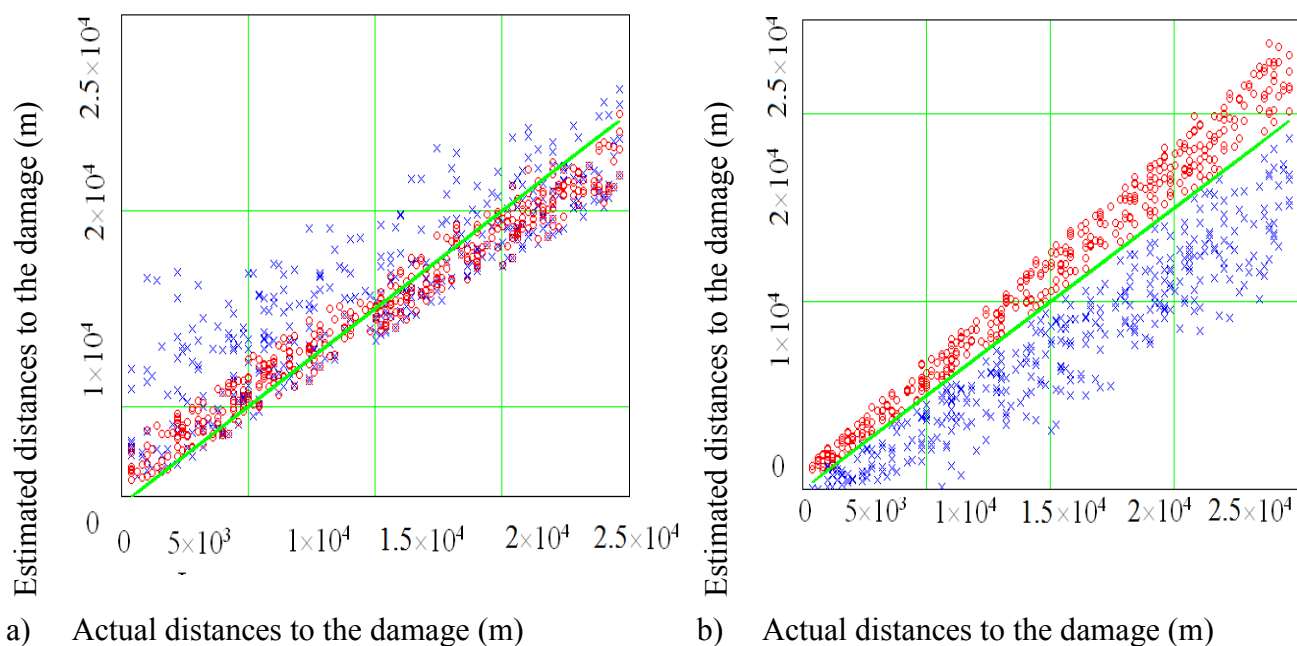 Estimated distances to the damage (m)
2.5×10⁴
2×10⁴
1×10⁴
0
0 5×10³ 1×10⁴ 1.5×10⁴ 2×10⁴ 2.5×10⁴
a) Actual distances to the damage (m)
Estimated distances to the damage (m)
2.5×10⁴
2×10⁴
1×10⁴
0
0 5×10³ 1×10⁴ 1.5×10⁴ 2×10⁴ 2.5×10⁴
b) Actual distances to the damage (m)